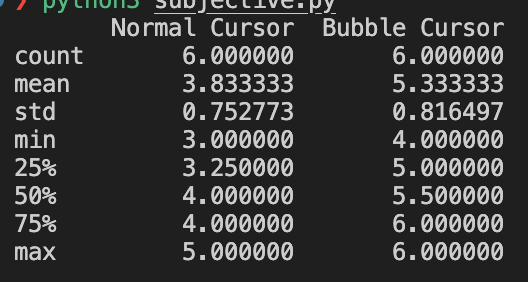 ❯ python3 subjective.py
Normal Cursor Bubble Cursor
count 6.000000 6.000000
mean 3.833333 5.333333
std 0.752773 0.816497
min 3.000000 4.000000
25% 3.250000 5.000000
50% 4.000000 5.500000
75% 4.000000 6.000000
max 5.000000 6.000000